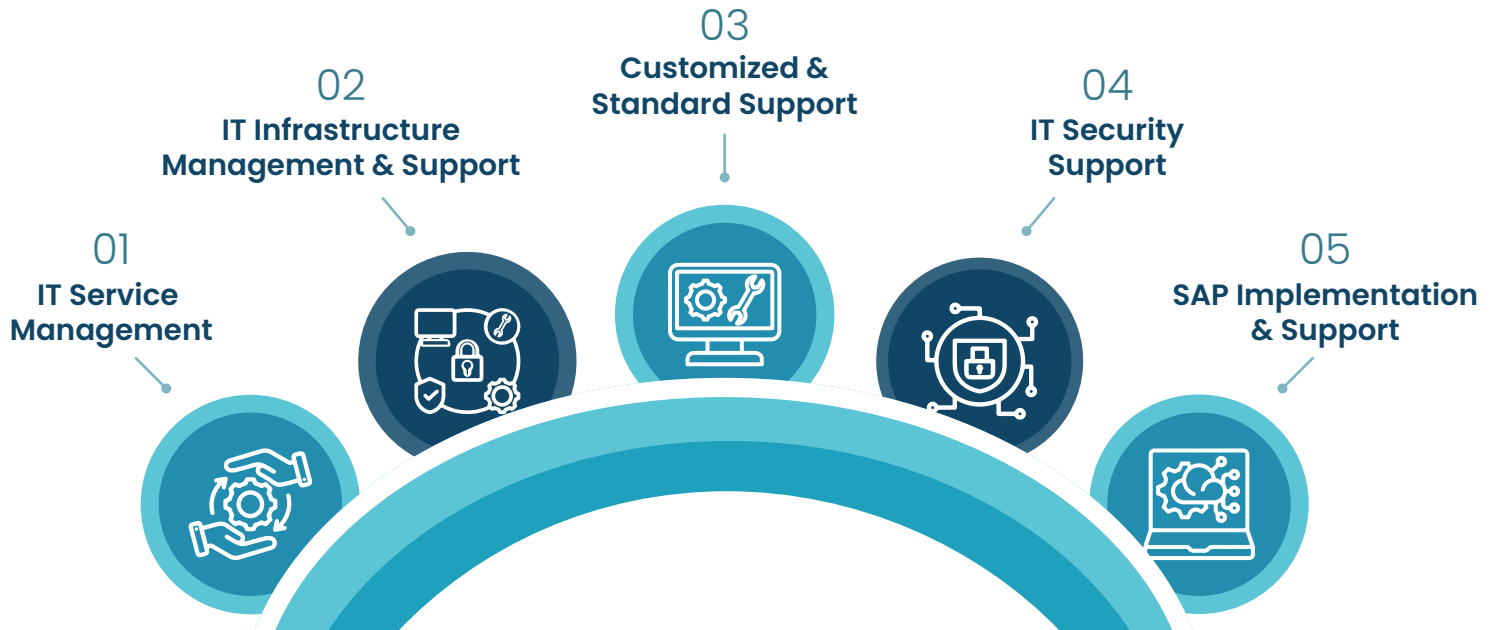 01
IT Service
Management
02
IT Infrastructure
Management & Support
03
Customized &
Standard Support
04
IT Security
Support
05
SAP Implementation
& Support